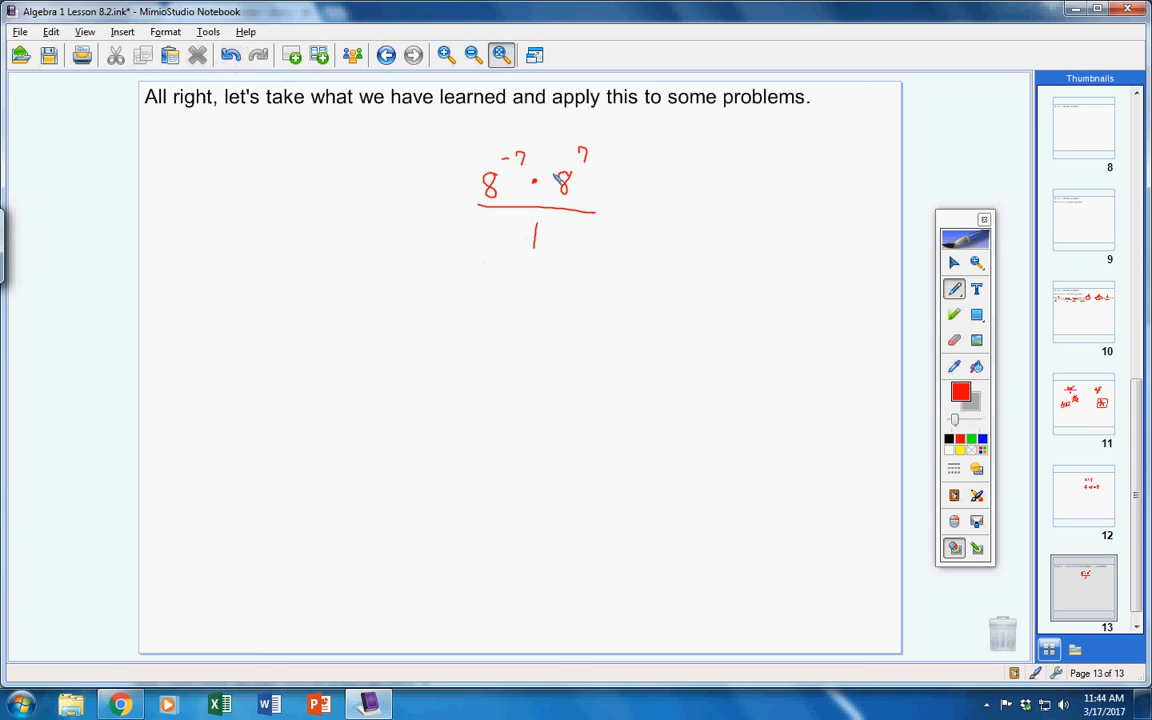 Algebra 1 Lesson 8.2.ink* - MimioStudio Notebook
File Edit View Insert Format Tools Help
All right, let's take what we have learned and apply this to some problems.
8⁻⁷ · 8⁷
1
Thumbnails
8
9
10
11
12
13
T
Page 13 of 13
11:44 AM
3/17/2017